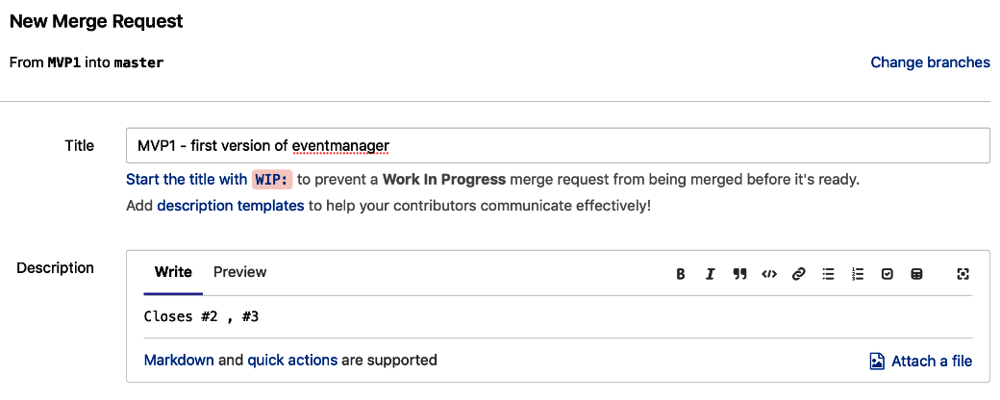 New Merge Request
From MVP1 into master Change branches
Title MVP1 - first version of eventmanager
Start the title with WIP: to prevent a Work In Progress merge request from being merged before it's ready.
Add description templates to help your contributors communicate effectively!
Description Write Preview
Closes #2 , #3
Markdown and quick actions are supported Attach a file